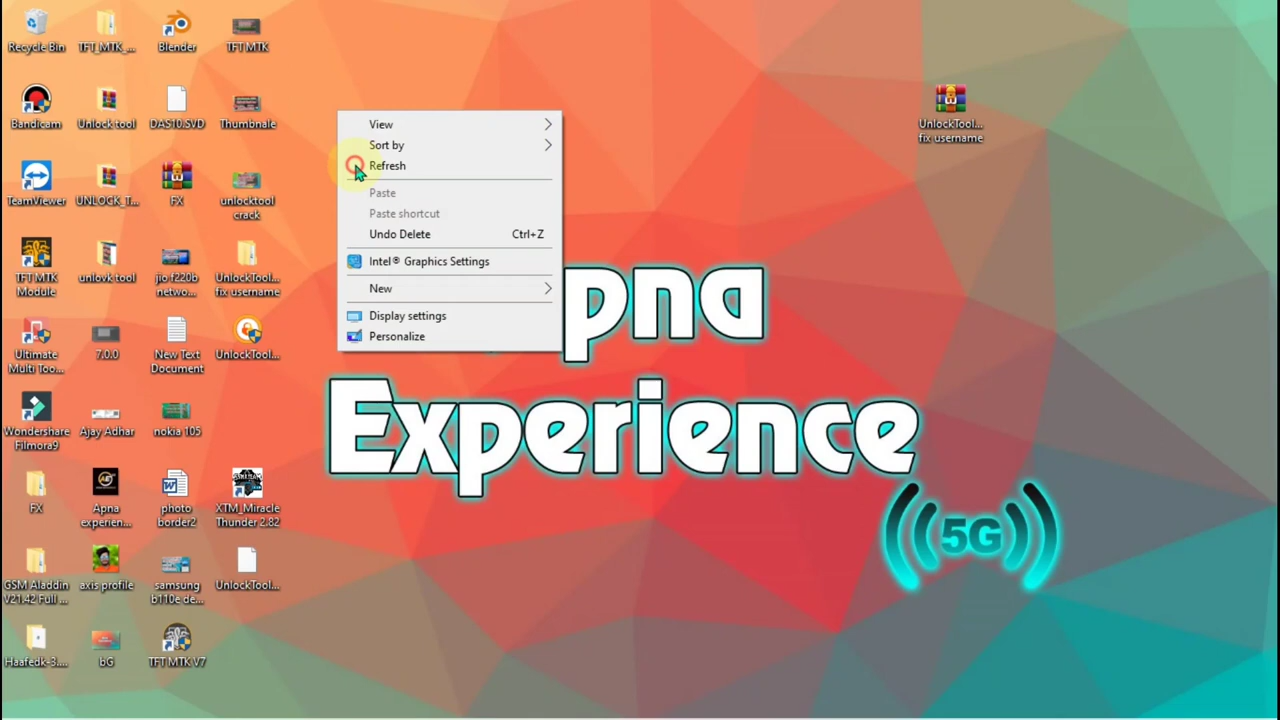 Recycle Bin
TFT_MTK_...
Blender
TFT MTK
Bandicam
Unlock tool
DAS10.SVD
Thumbnale
TeamViewer
UNLOCK_T...
FX
unlocktool
crack
TFT MTK
Module
unlovk tool
jio f220b
netwo...
UnlockTool...
fix username
Ultimate
Multi Too...
7.0.0
New Text
Document
UnlockTool...
Wondershare
Filmora9
Ajay Adhar
nokia 105
FX
Apna
experien...
photo
border2
XTM_Miracle
Thunder 2.82
GSM Aladdin
V21.42 Full ...
axis profile
samsung
b110e de...
UnlockTool...
Haafedk-3....
bG
TFT MTK V7
View
Sort by
Refresh
Paste
Paste shortcut
Undo Delete Ctrl+Z
Intel® Graphics Settings
New
Display settings
Personalize
UnlockTool...
fix username
pna
Experience
5G